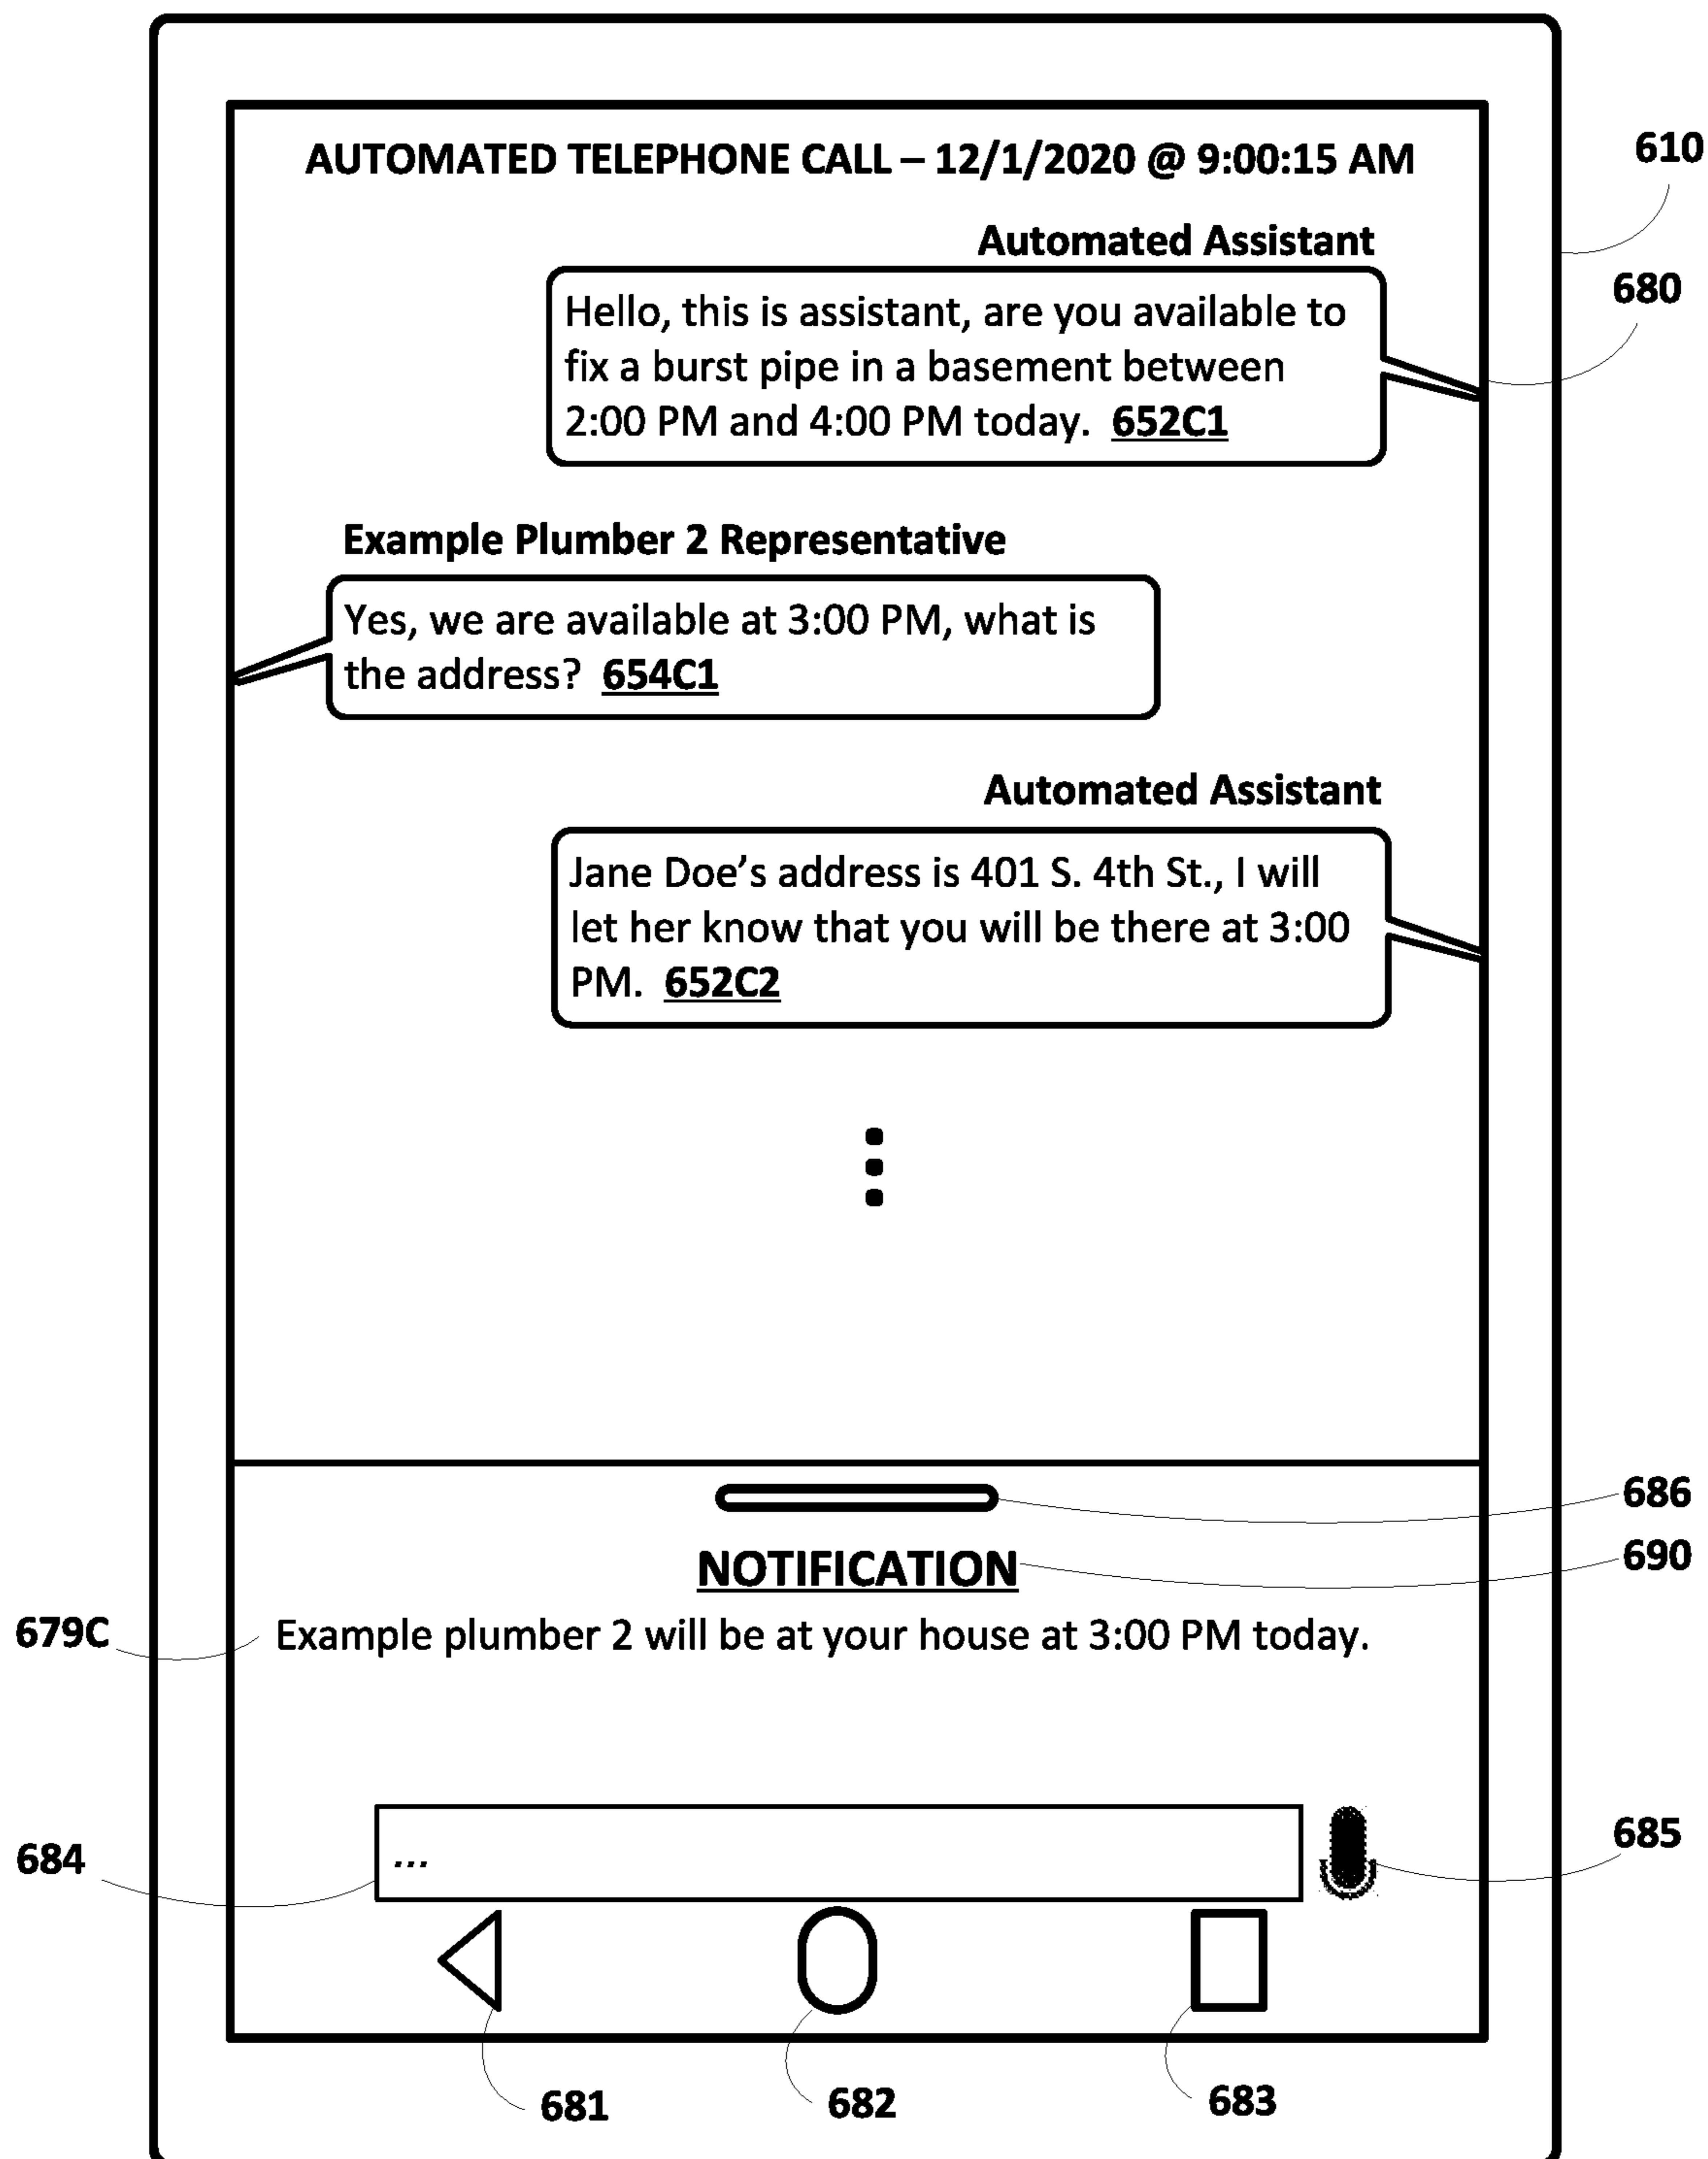 AUTOMATED TELEPHONE CALL – 12/1/2020 @ 9:00:15 AM
610
Automated Assistant
680
Hello, this is assistant, are you available to
fix a burst pipe in a basement between
2:00 PM and 4:00 PM today. 652C1
Example Plumber 2 Representative
Yes, we are available at 3:00 PM, what is
the address? 654C1
Automated Assistant
Jane Doe’s address is 401 S. 4th St., I will
let her know that you will be there at 3:00
PM. 652C2
686
NOTIFICATION
690
679C
Example plumber 2 will be at your house at 3:00 PM today.
684
...
685
681
682
683